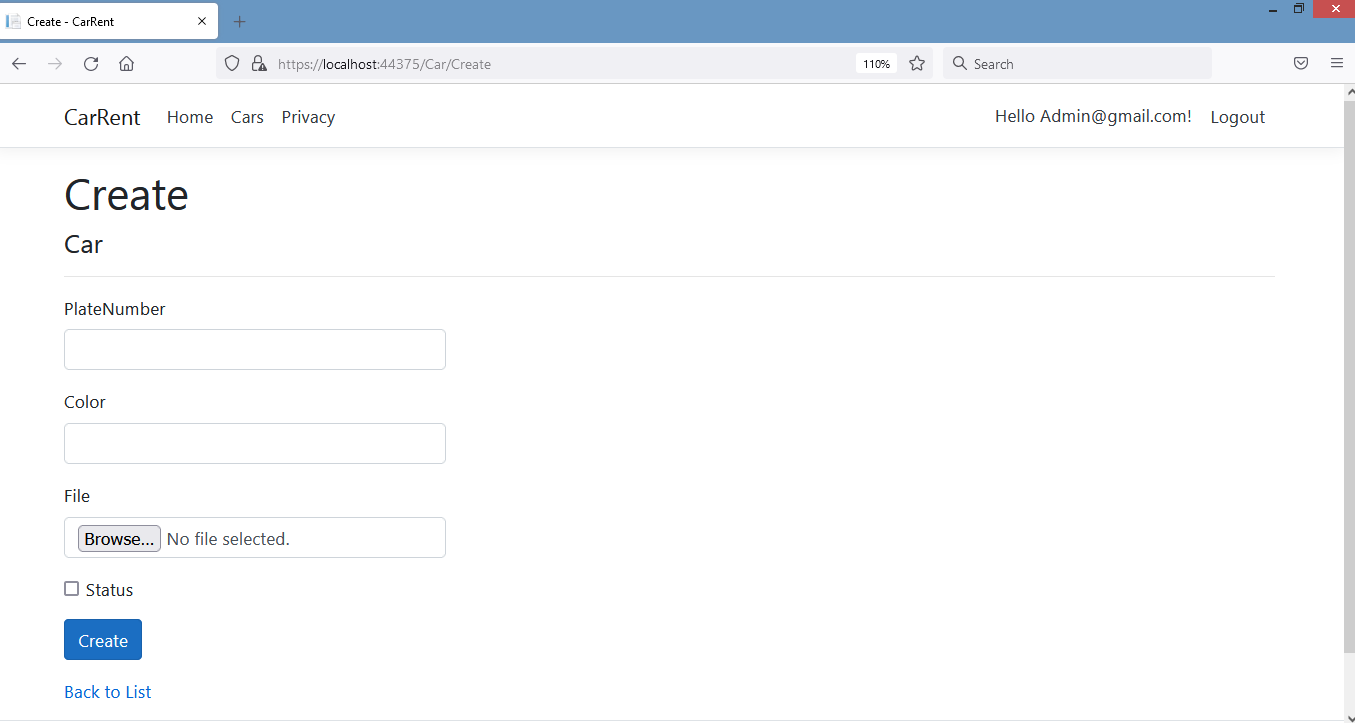 Create - CarRent
https://localhost:44375/Car/Create
110%
Search
CarRent Home Cars Privacy Hello Admin@gmail.com! Logout
Create
Car
PlateNumber
Color
File
Browse... No file selected.
Status
Create
Back to List